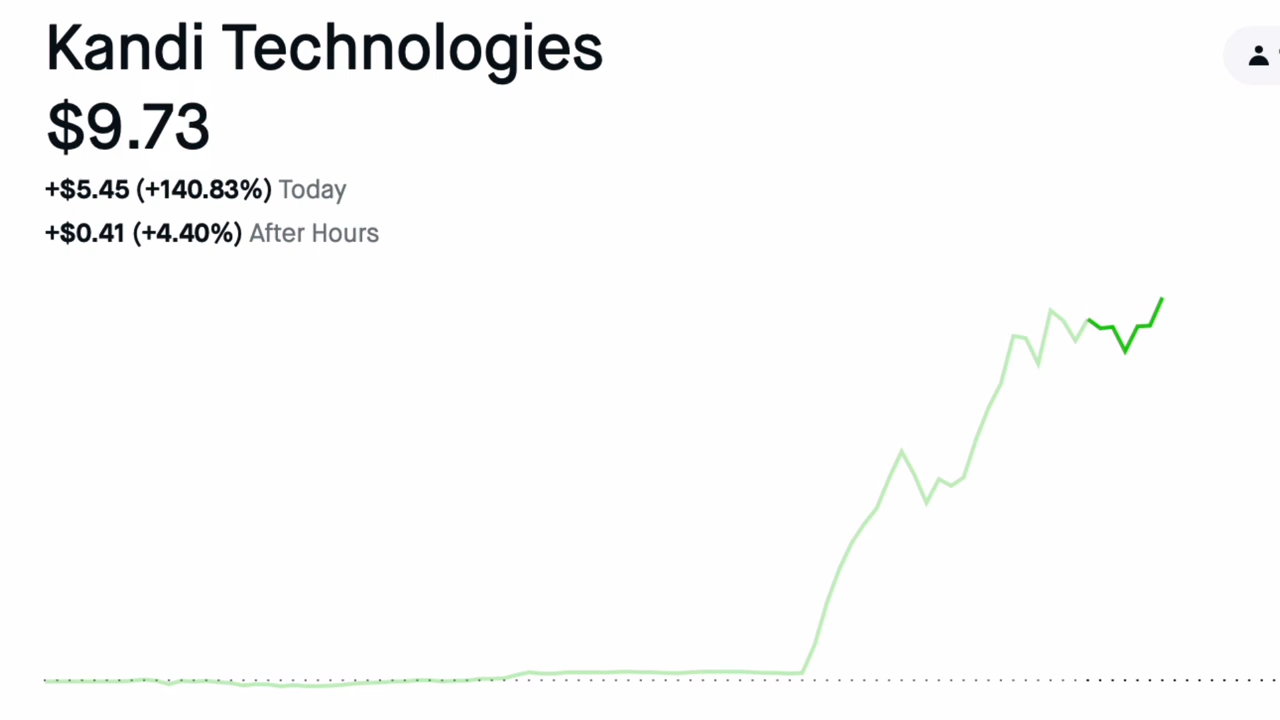 Kandi Technologies
$9.73
+$5.45 (+140.83%) Today
+$0.41 (+4.40%) After Hours